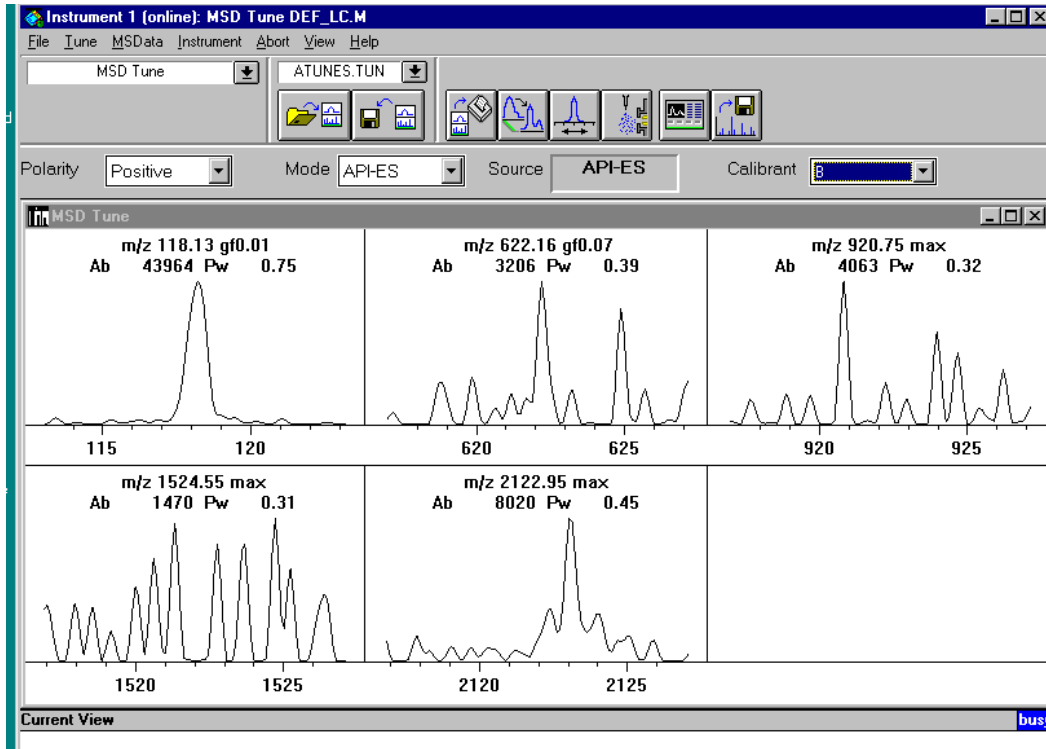 Instrument 1 (online): MSD Tune DEF_LC.M
File Tune MSData Instrument Abort View Help
MSD Tune ATUNES.TUN
Polarity Positive Mode API-ES Source API-ES Calibrant B
MSD Tune
m/z 118.13 gf0.01
Ab 43964 Pw 0.75
115 120
m/z 622.16 gf0.07
Ab 3206 Pw 0.39
620 625
m/z 920.75 max
Ab 4063 Pw 0.32
920 925
m/z 1524.55 max
Ab 1470 Pw 0.31
1520 1525
m/z 2122.95 max
Ab 8020 Pw 0.45
2120 2125
Current View busy